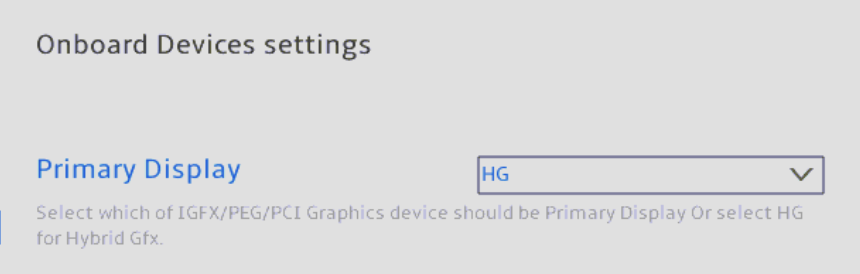 Onboard Devices settings
Primary Display
HG
Select which of IGFX/PEG/PCI Graphics device should be Primary Display Or select HG
for Hybrid Gfx.